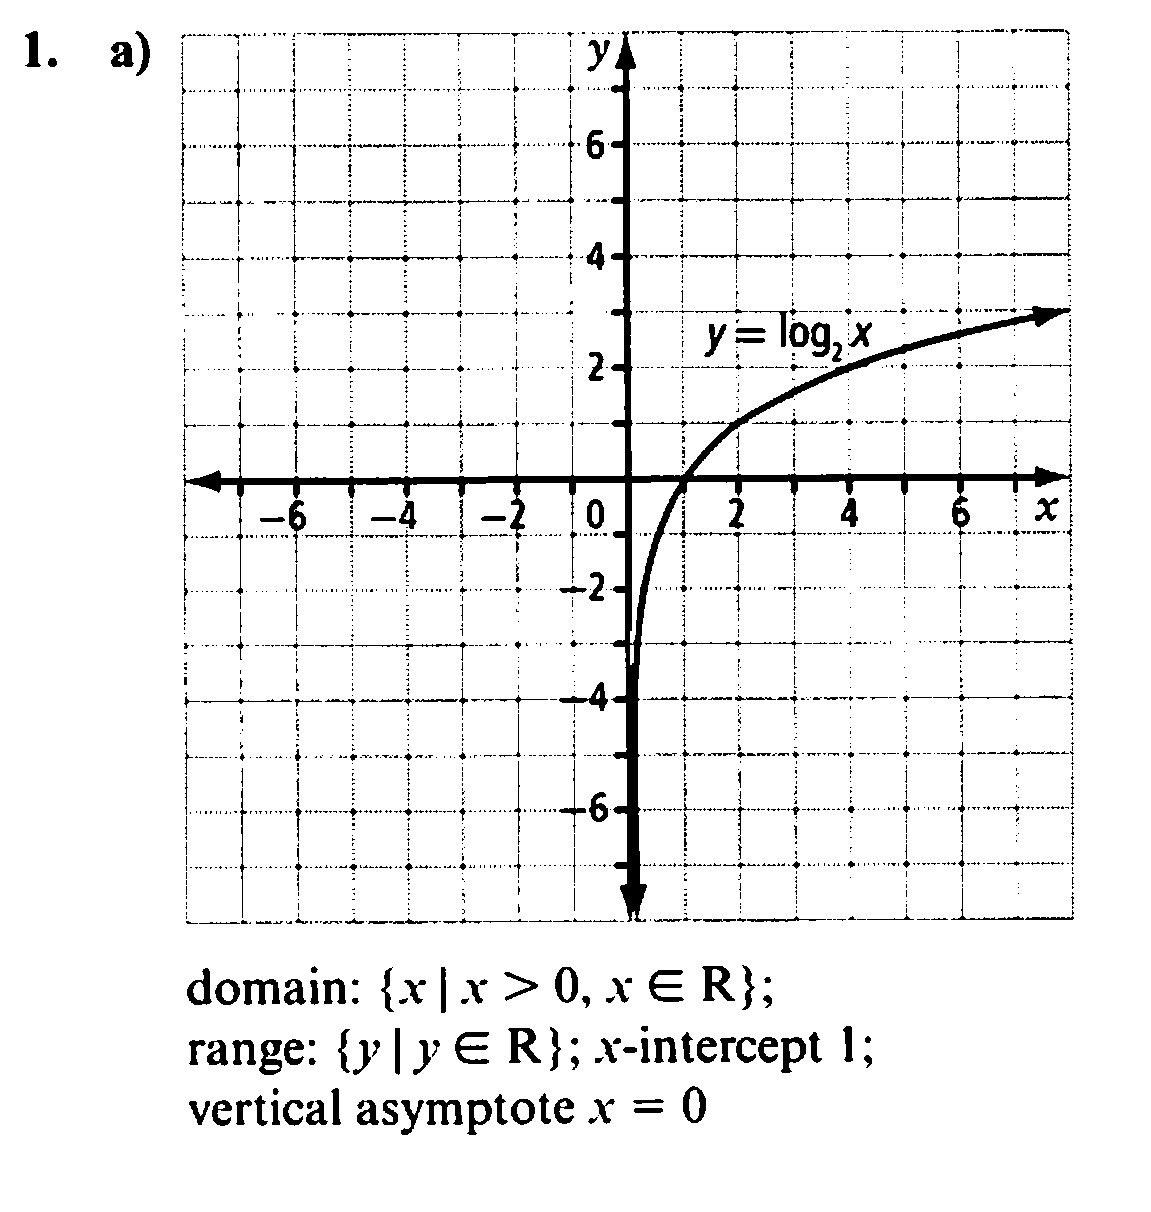 1. a)
y
6
4
y = log₂ x
2
−6 −4 −2 0 2 4 6 x
−2
−4
−6
domain: {x | x > 0, x ∈ R};
range: {y | y ∈ R}; x-intercept 1;
vertical asymptote x = 0